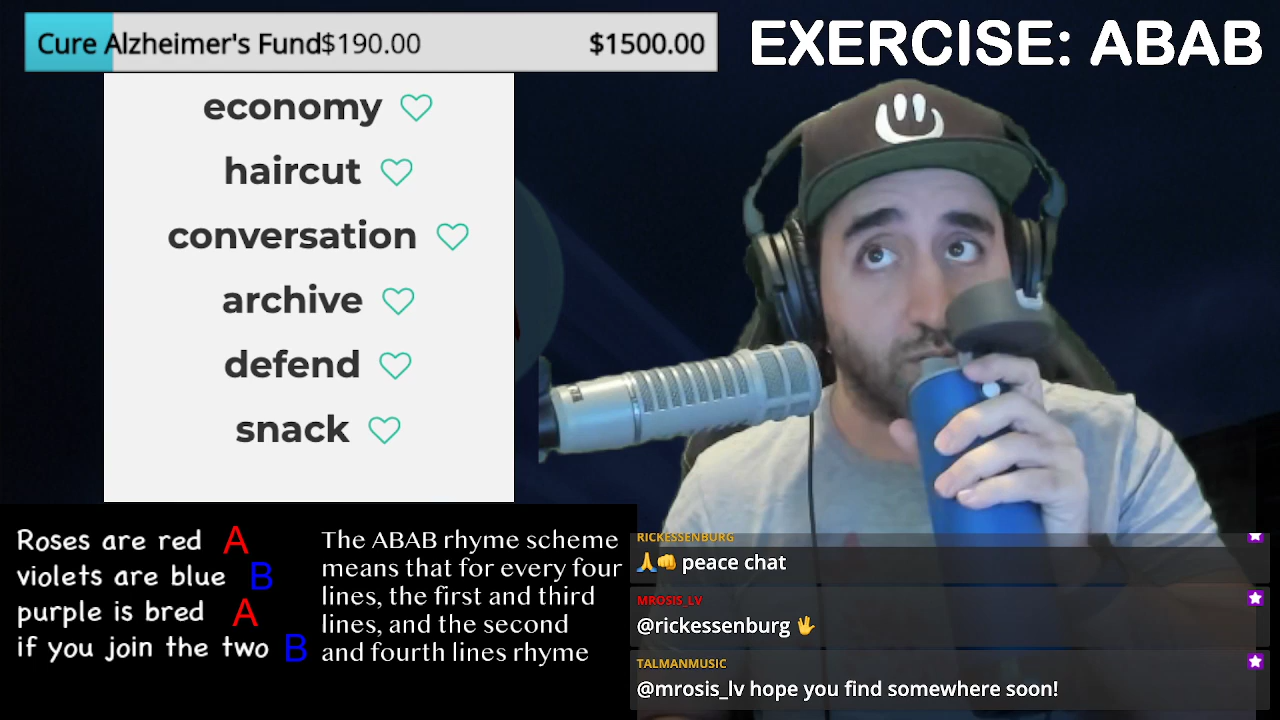 Cure Alzheimer's Fund$190.00 $1500.00
EXERCISE: ABAB
economy
haircut
conversation
archive
defend
snack
Roses are red A
violets are blue B
purple is bred A
if you join the two B
The ABAB rhyme scheme
means that for every four
lines, the first and third
lines, and the second
and fourth lines rhyme
RICKESSENBURG
🙏👊 peace chat
MROSIS_LV
@rickessenburg 🖖
TALMANMUSIC
@mrosis_lv hope you find somewhere soon!